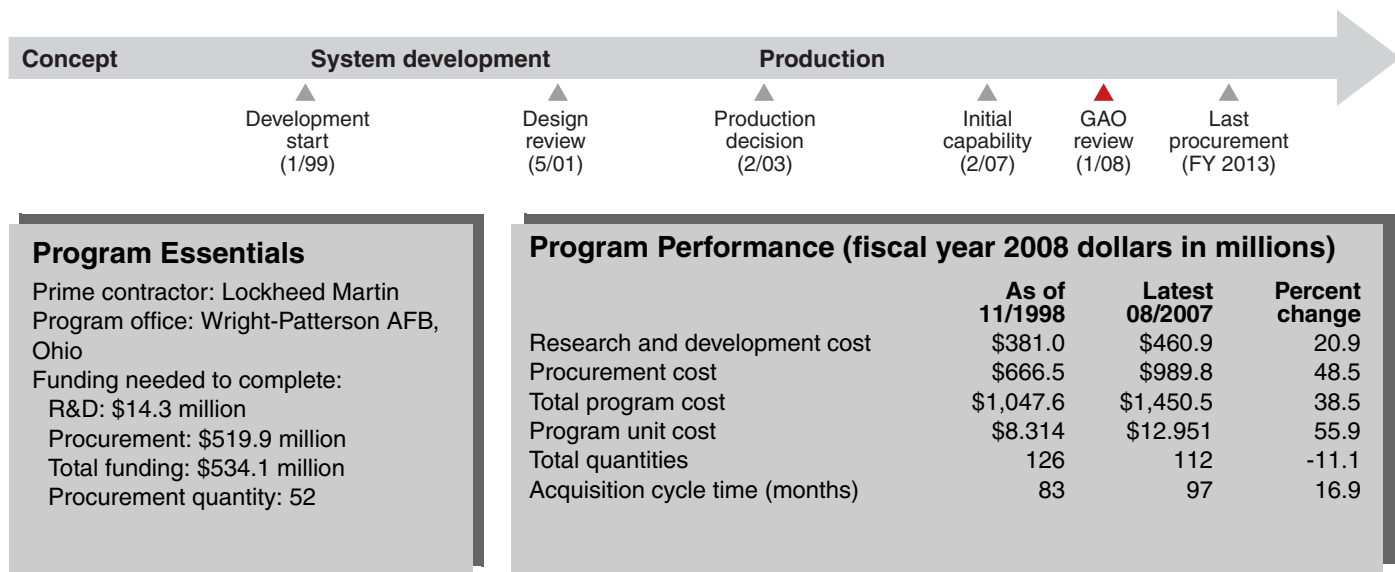 Concept System development Production
Development start (1/99)
Design review (5/01)
Production decision (2/03)
Initial capability (2/07)
GAO review (1/08)
Last procurement (FY 2013)
Program Essentials
Prime contractor: Lockheed Martin
Program office: Wright-Patterson AFB,
Ohio
Funding needed to complete:
R&D: $14.3 million
Procurement: $519.9 million
Total funding: $534.1 million
Procurement quantity: 52
Program Performance (fiscal year 2008 dollars in millions)
As of 11/1998 Latest 08/2007 Percent change
Research and development cost $381.0 $460.9 20.9
Procurement cost $666.5 $989.8 48.5
Total program cost $1,047.6 $1,450.5 38.5
Program unit cost $8.314 $12.951 55.9
Total quantities 126 112 -11.1
Acquisition cycle time (months) 83 97 16.9